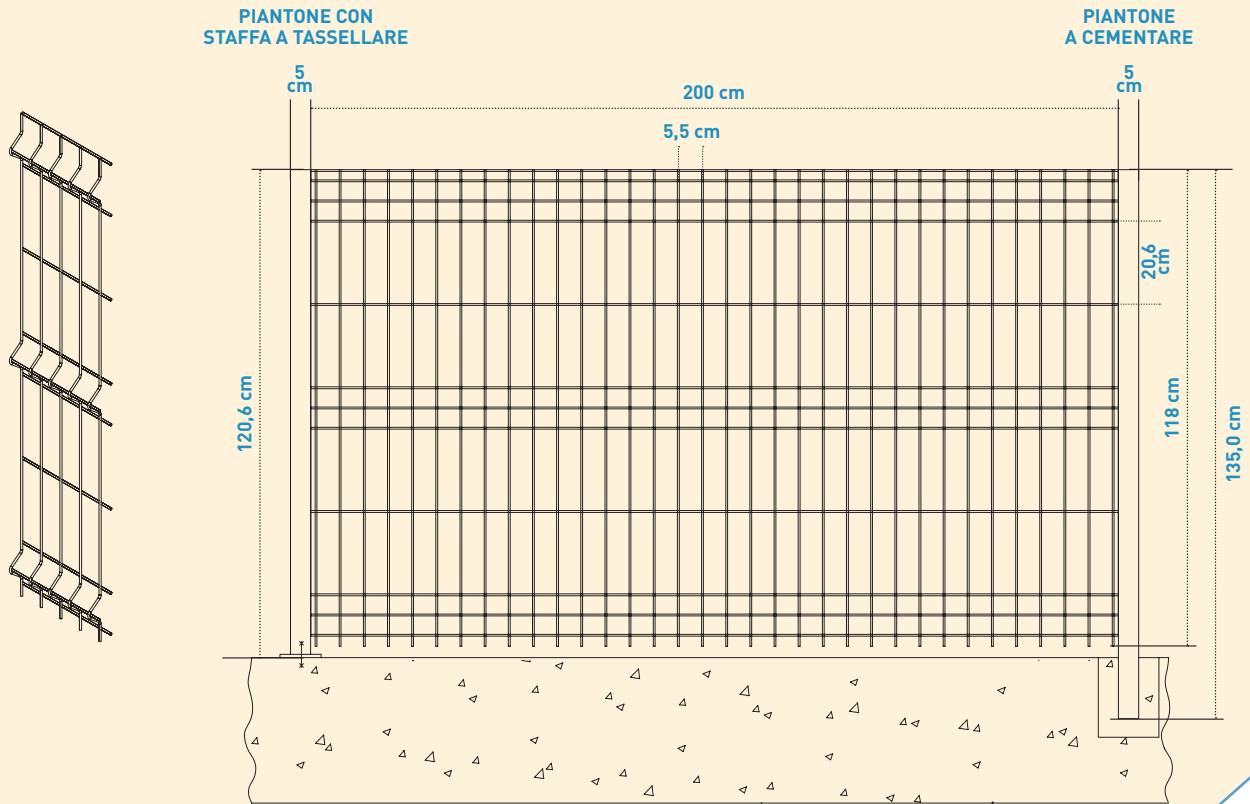 PIANTONE CON
STAFFA A TASSELLARE
PIANTONE
A CEMENTARE
5
cm
5
cm
200 cm
5,5 cm
20,6
cm
120,6 cm
118 cm
135,0 cm